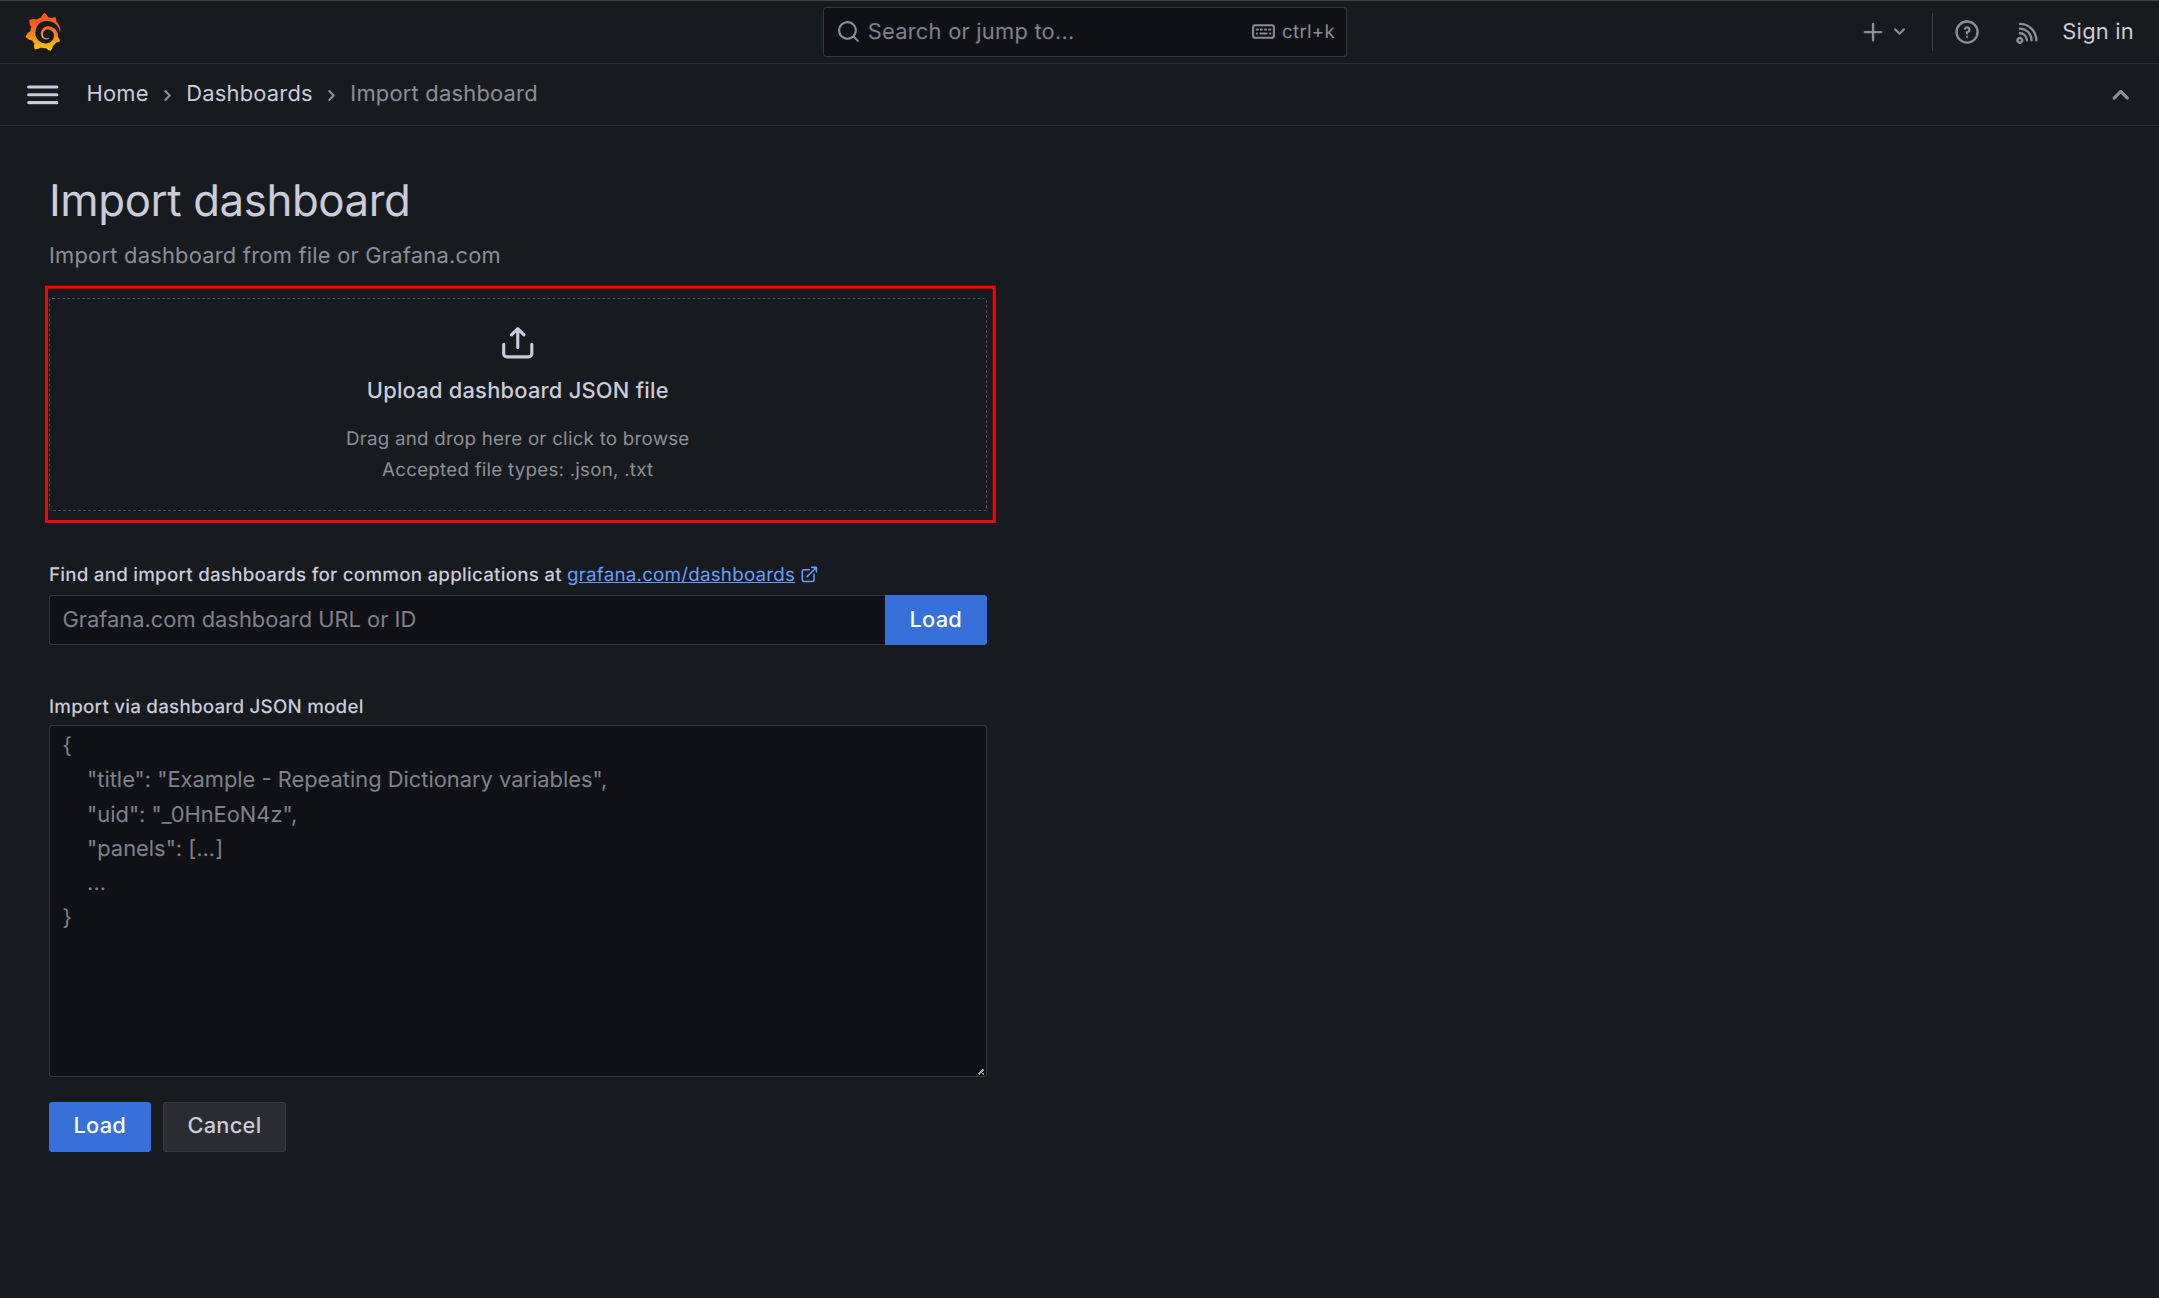 Search or jump to...
ctrl+k
Sign in
Home › Dashboards › Import dashboard
Import dashboard
Import dashboard from file or Grafana.com
Upload dashboard JSON file
Drag and drop here or click to browse
Accepted file types: .json, .txt
Find and import dashboards for common applications at grafana.com/dashboards
Grafana.com dashboard URL or ID
Load
Import via dashboard JSON model
{
"title": "Example - Repeating Dictionary variables",
"uid": "_0HnEoN4z",
"panels": [...]
...
}
Load
Cancel